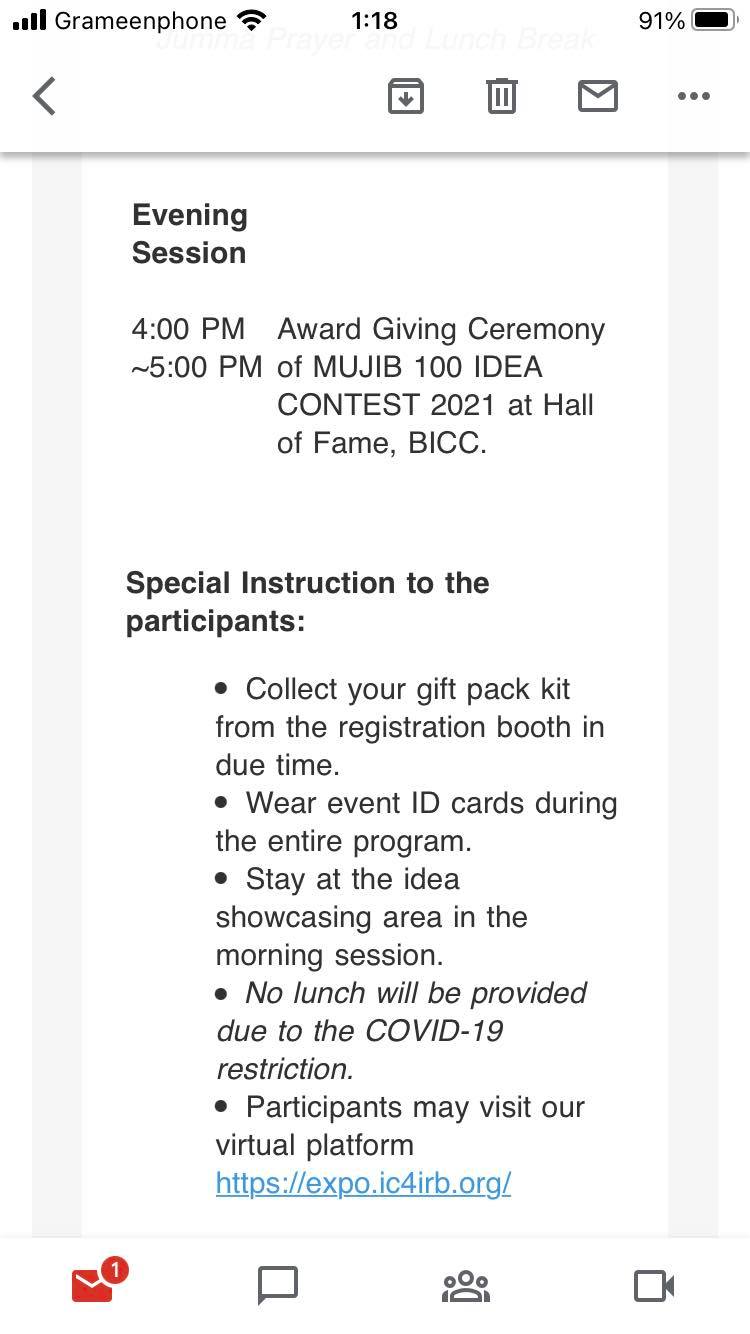 Grameenphone 1:18 91%
Jumma Prayer and Lunch Break
Evening
Session
4:00 PM Award Giving Ceremony
~5:00 PM of MUJIB 100 IDEA
CONTEST 2021 at Hall
of Fame, BICC.
Special Instruction to the
participants:
• Collect your gift pack kit
from the registration booth in
due time.
• Wear event ID cards during
the entire program.
• Stay at the idea
showcasing area in the
morning session.
• No lunch will be provided
due to the COVID-19
restriction.
• Participants may visit our
virtual platform
https://expo.ic4irb.org/
1